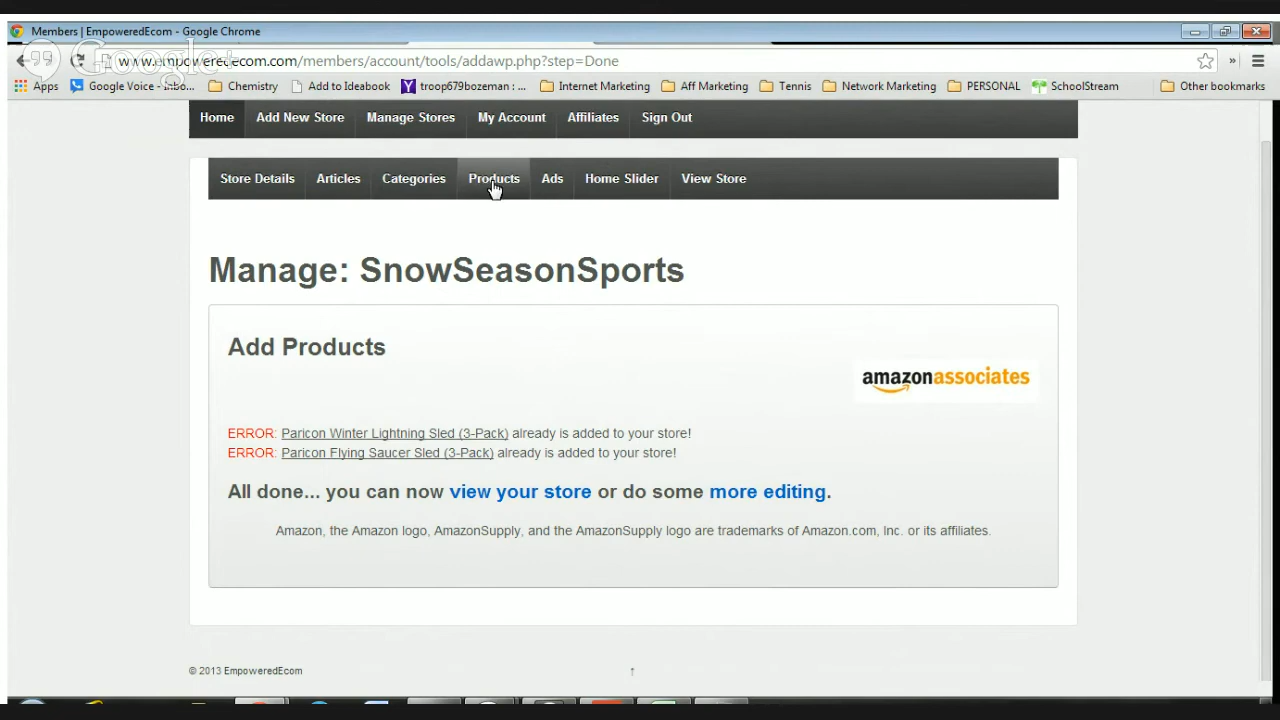 Members | EmpoweredEcom - Google Chrome
Google+
www.empoweredecom.com/members/account/tools/addawp.php?step=Done
Apps Google Voice - Inbo... Chemistry Add to Ideabook troop679bozeman : ... Internet Marketing Aff Marketing Tennis Network Marketing PERSONAL SchoolStream » Other bookmarks
Home Add New Store Manage Stores My Account Affiliates Sign Out
Store Details Articles Categories Products Ads Home Slider View Store
Manage: SnowSeasonSports
Add Products
amazonassociates
ERROR: Paricon Winter Lightning Sled (3-Pack) already is added to your store!
ERROR: Paricon Flying Saucer Sled (3-Pack) already is added to your store!
All done... you can now view your store or do some more editing.
Amazon, the Amazon logo, AmazonSupply, and the AmazonSupply logo are trademarks of Amazon.com, Inc. or its affiliates.
© 2013 EmpoweredEcom
↑